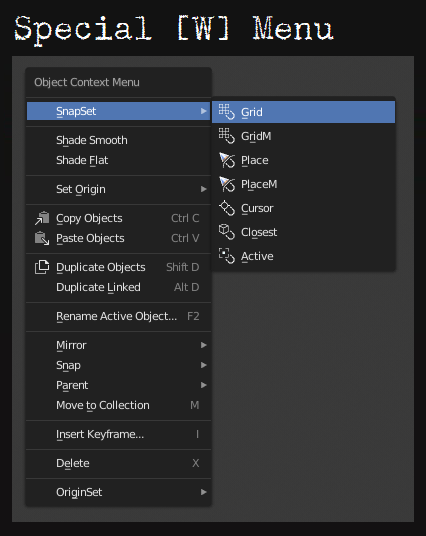 Special [W] Menu
Object Context Menu
SnapSet
Shade Smooth
Shade Flat
Set Origin
Copy Objects Ctrl C
Paste Objects Ctrl V
Duplicate Objects Shift D
Duplicate Linked Alt D
Rename Active Object... F2
Mirror
Snap
Parent
Move to Collection M
Insert Keyframe... I
Delete X
OriginSet
Grid
GridM
Place
PlaceM
Cursor
Closest
Active